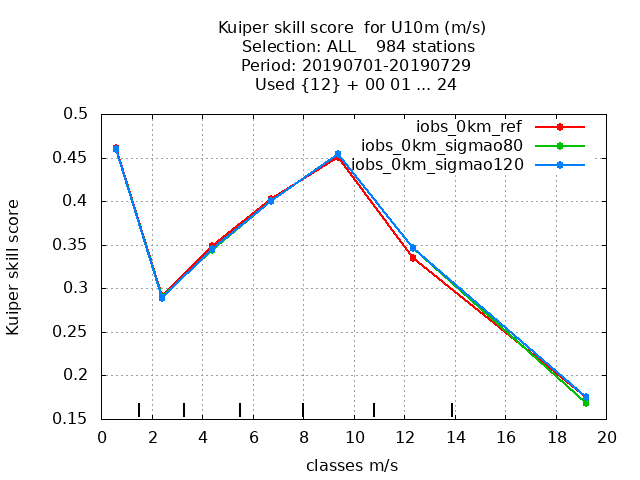 Kuiper skill score  for U10m (m/s)
Selection: ALL    984 stations
Period: 20190701-20190729
Used {12} + 00 01 ... 24
iobs_0km_ref
iobs_0km_sigmao80
iobs_0km_sigmao120
Kuiper skill score
0.5
0.45
0.4
0.35
0.3
0.25
0.2
0.15
0 2 4 6 8 10 12 14 16 18 20
classes m/s